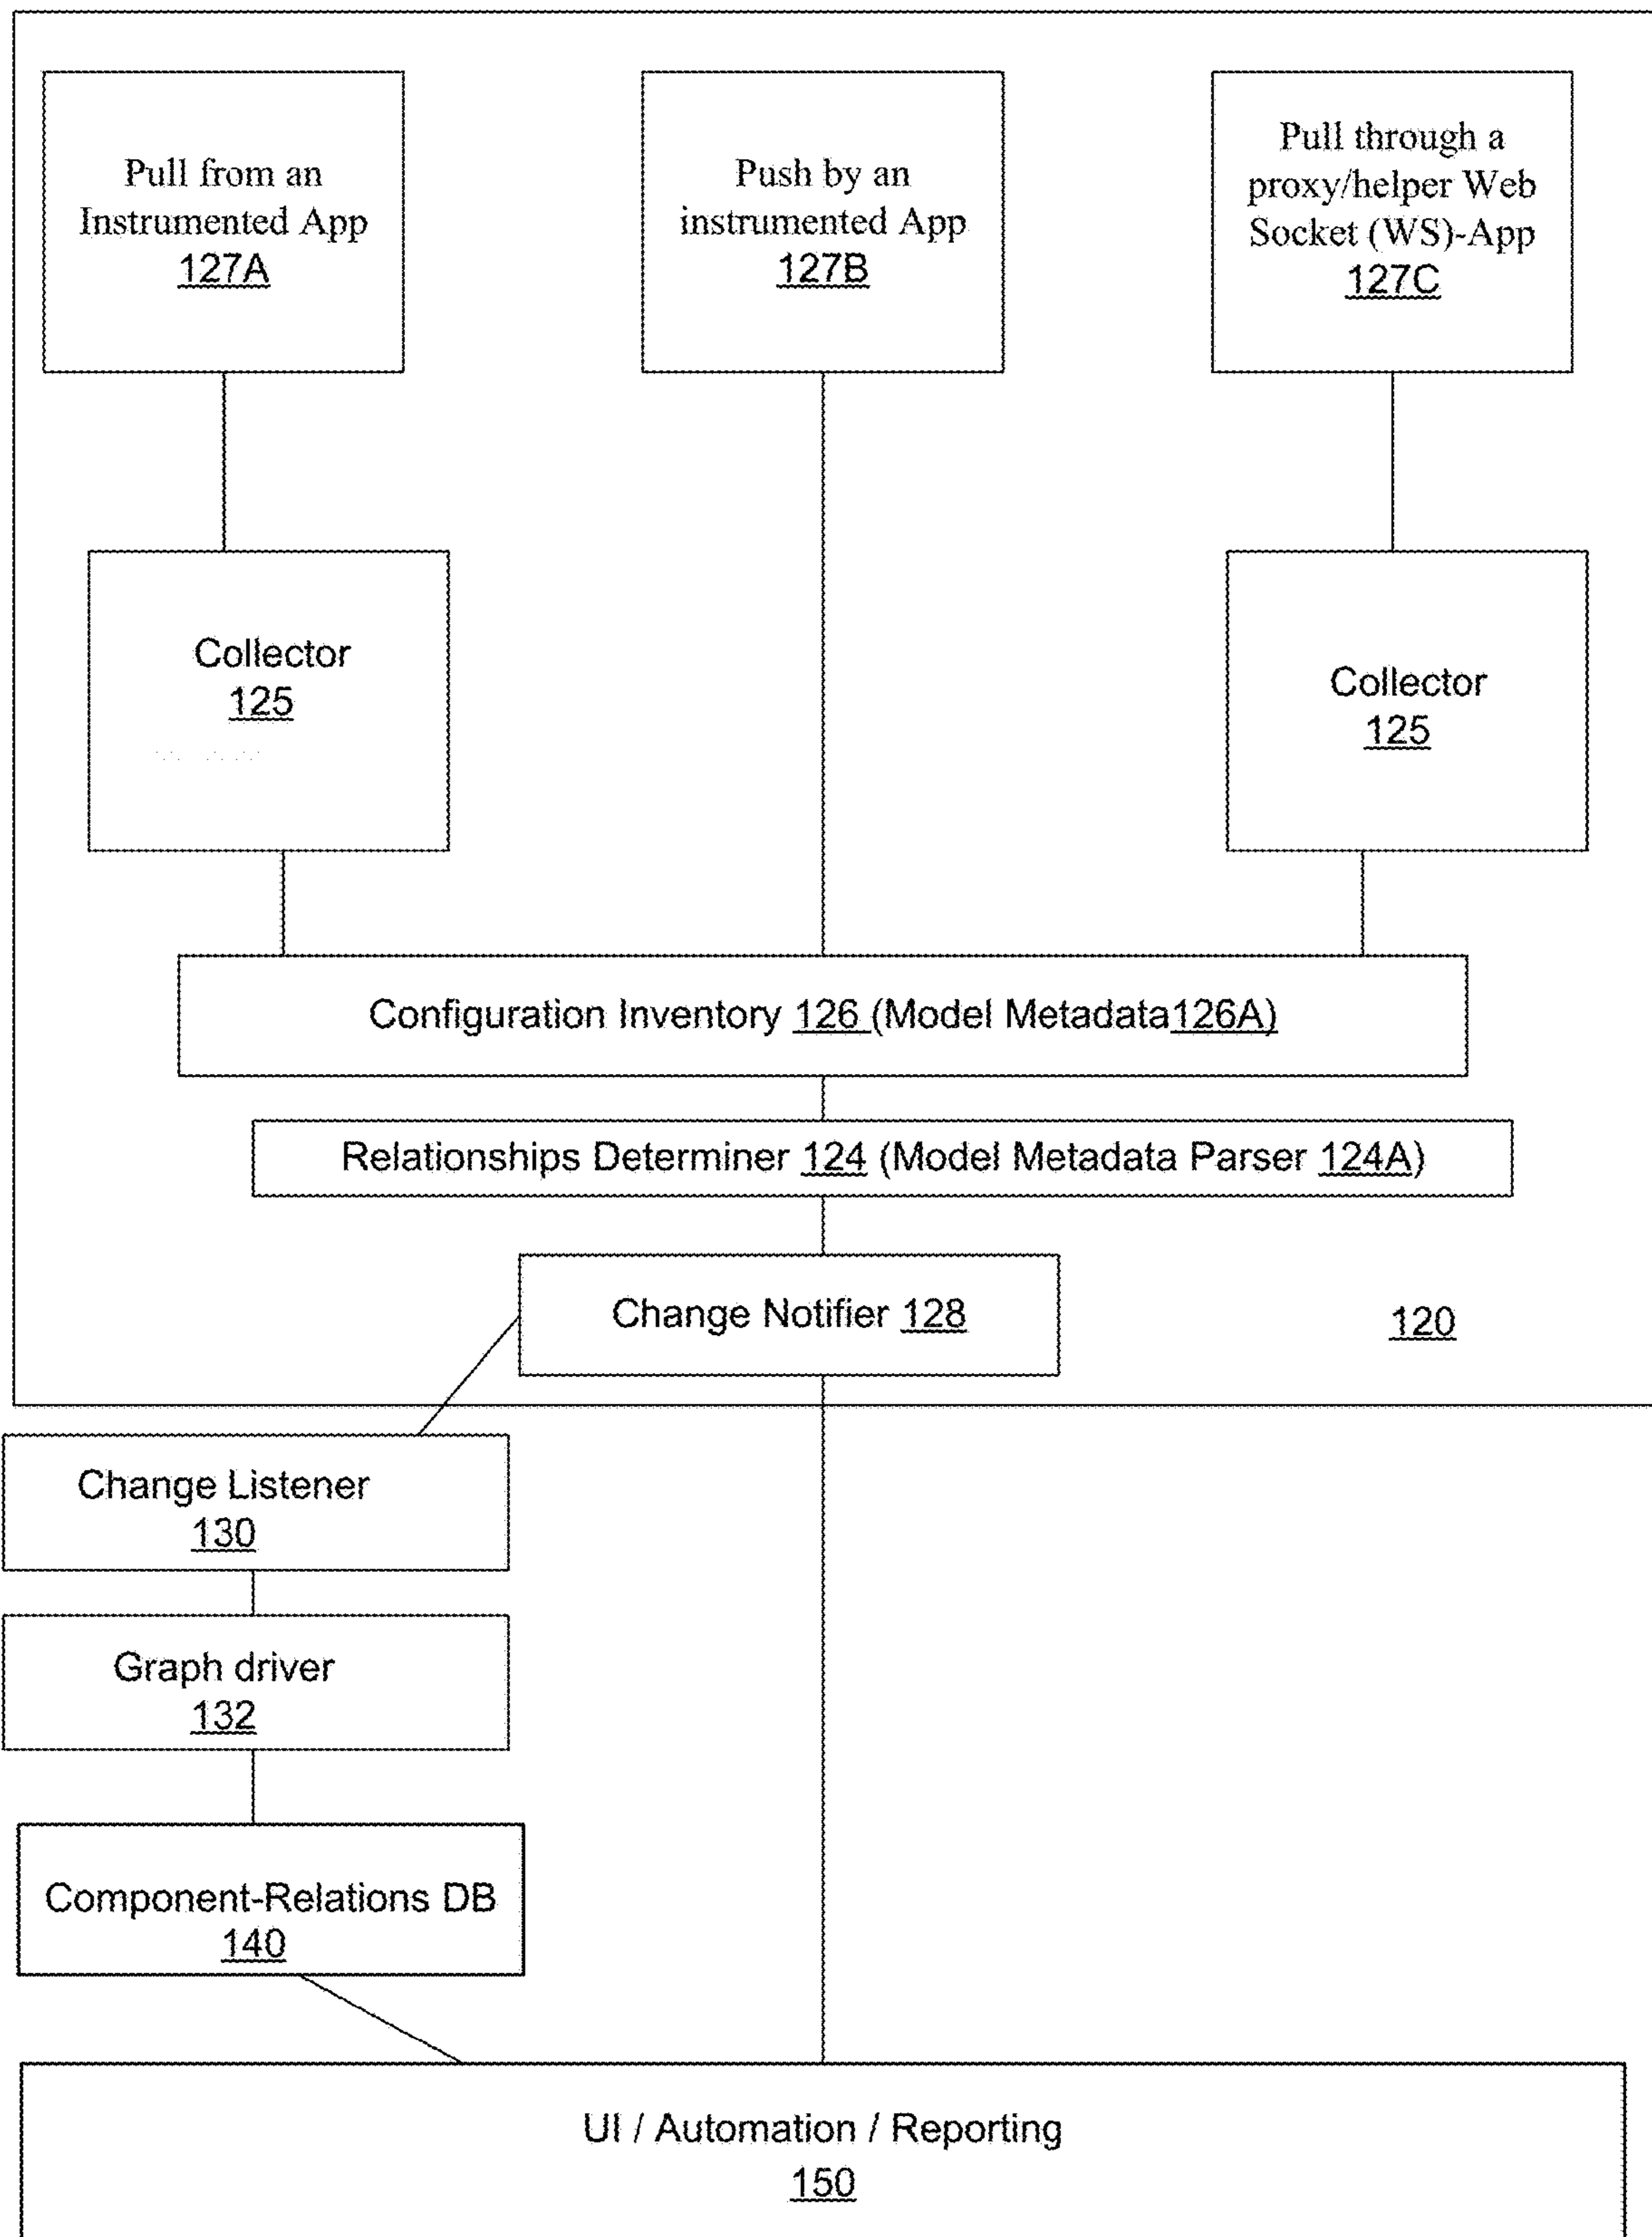 Pull from an
Instrumented App
127A
Push by an
instrumented App
127B
Pull through a
proxy/helper Web
Socket (WS)-App
127C
Collector
125
Collector
125
Configuration Inventory 126 (Model Metadata126A)
Relationships Determiner 124 (Model Metadata Parser 124A)
Change Notifier 128
120
Change Listener
130
Graph driver
132
Component-Relations DB
140
UI / Automation / Reporting
150